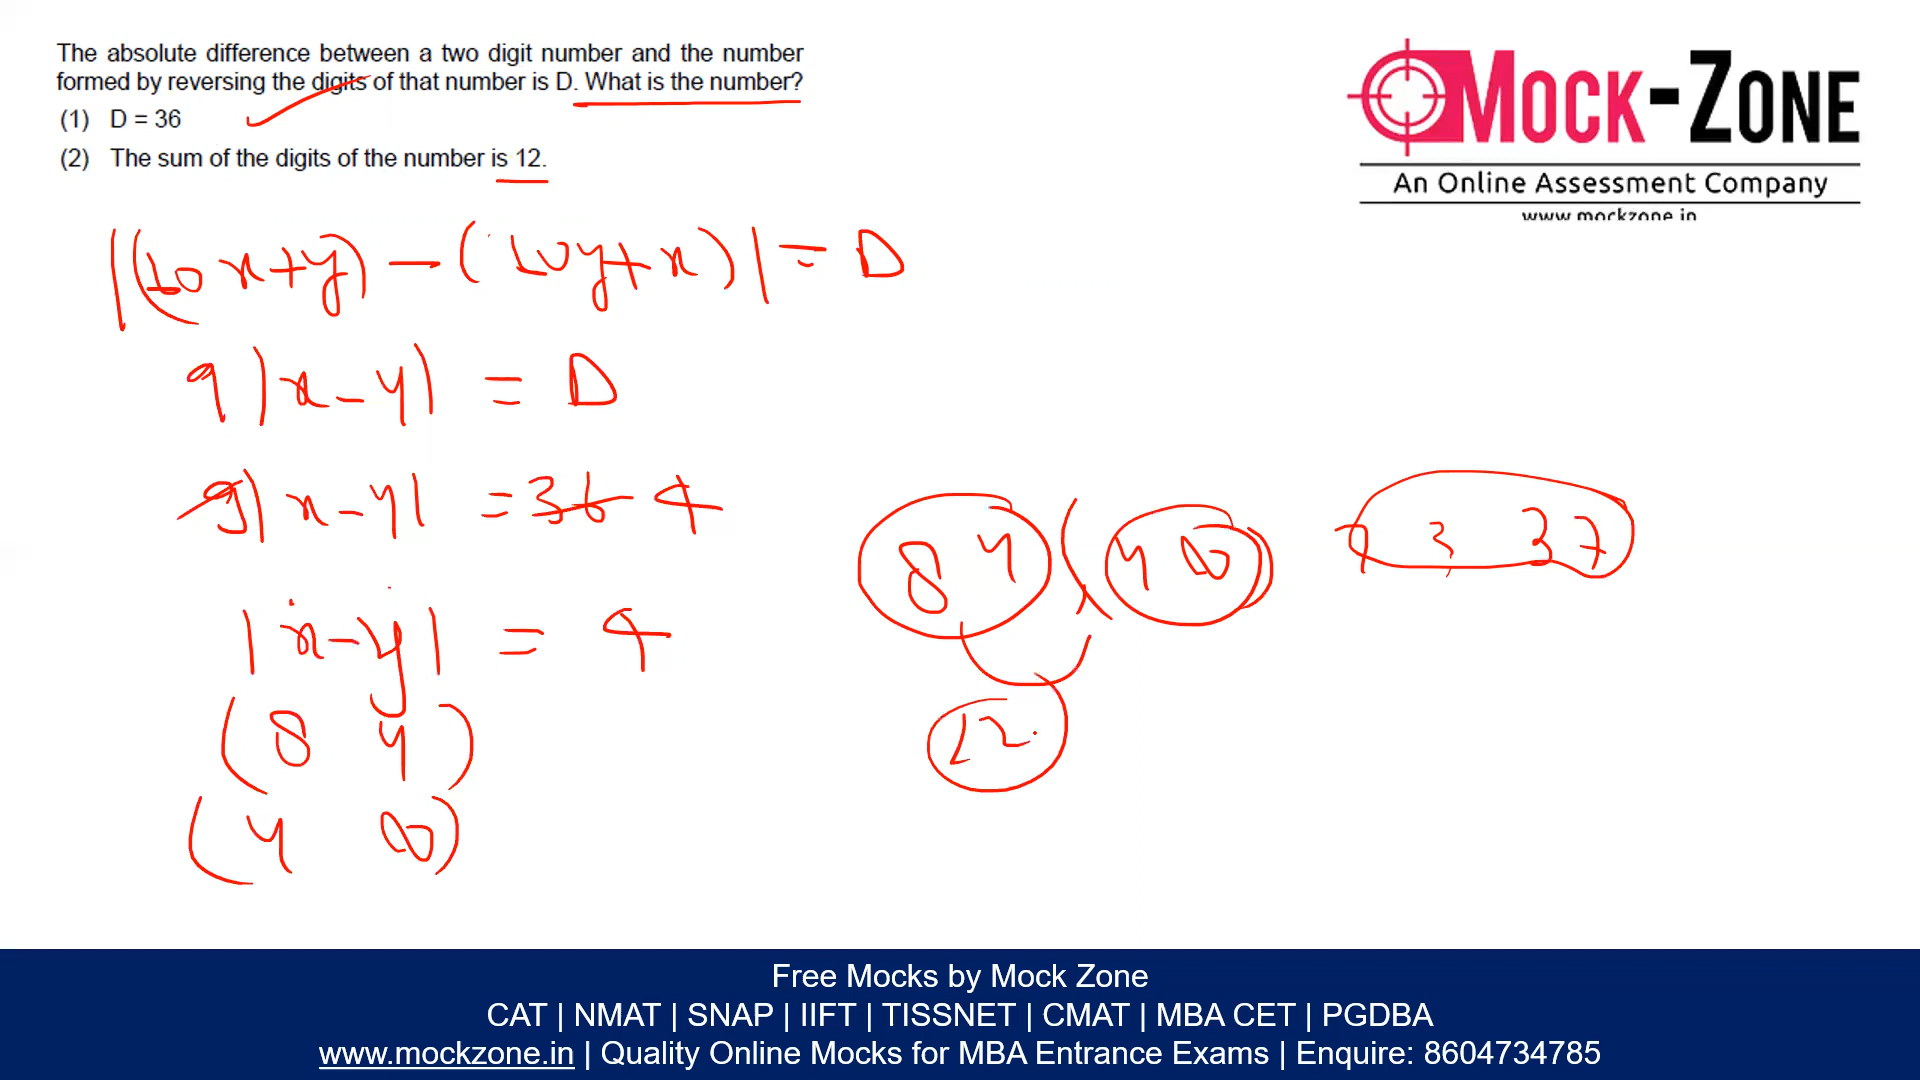 The absolute difference between a two digit number and the number
formed by reversing the digits of that number is D. What is the number?
(1) D = 36
(2) The sum of the digits of the number is 12.
MOCK-ZONE
An Online Assessment Company
www.mockzone.in
|(10x+y) - (10y+x)| = D
9|x-y| = D
9|x-y| = 36 4
|x-y| = 4
(8 4)
(4 8)
84 (48) 73 37
12
Free Mocks by Mock Zone
CAT | NMAT | SNAP | IIFT | TISSNET | CMAT | MBA CET | PGDBA
www.mockzone.in | Quality Online Mocks for MBA Entrance Exams | Enquire: 8604734785